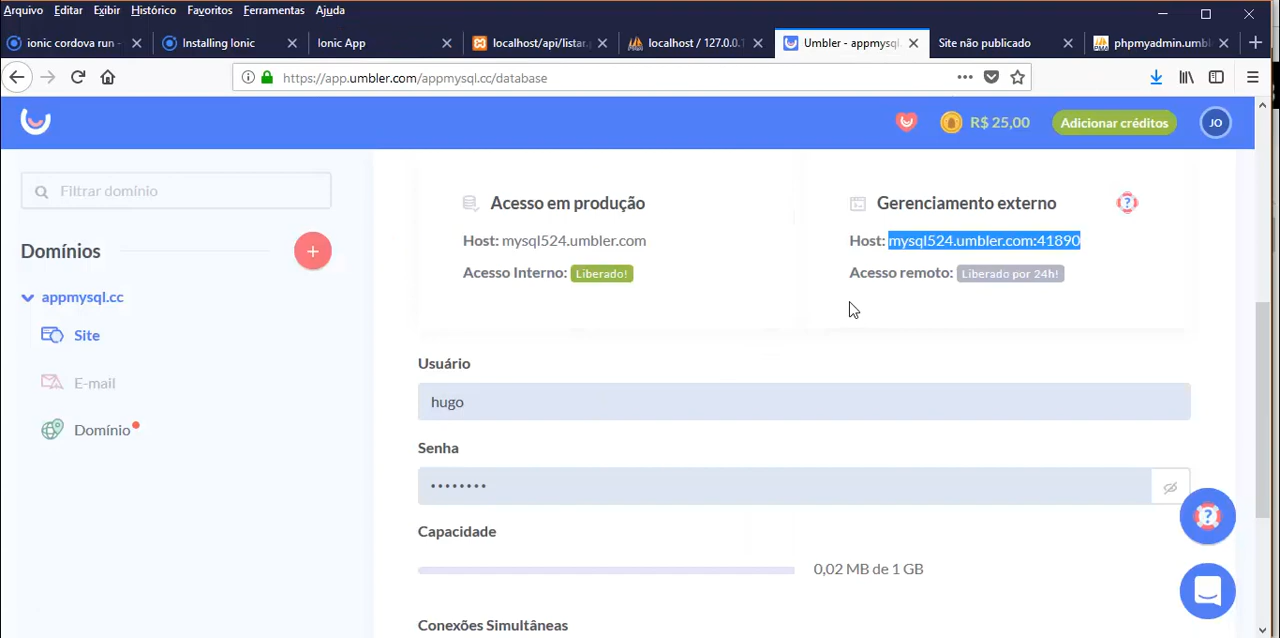 Arquivo Editar Exibir Histórico Favoritos Ferramentas Ajuda
ionic cordova run - Installing Ionic Ionic App localhost/api/listar. localhost / 127.0.0.1 Umbler - appmysql. Site não publicado phpmyadmin.umbl
https://app.umbler.com/appmysql.cc/database
R$ 25,00 Adicionar créditos JO
Filtrar domínio
Domínios +
appmysql.cc
Site
E-mail
Domínio
Acesso em produção
Host: mysql524.umbler.com
Acesso Interno: Liberado!
Gerenciamento externo ?
Host: mysql524.umbler.com:41890
Acesso remoto: Liberado por 24h!
Usuário
hugo
Senha
••••••••
Capacidade
0,02 MB de 1 GB
?
Conexões Simultâneas